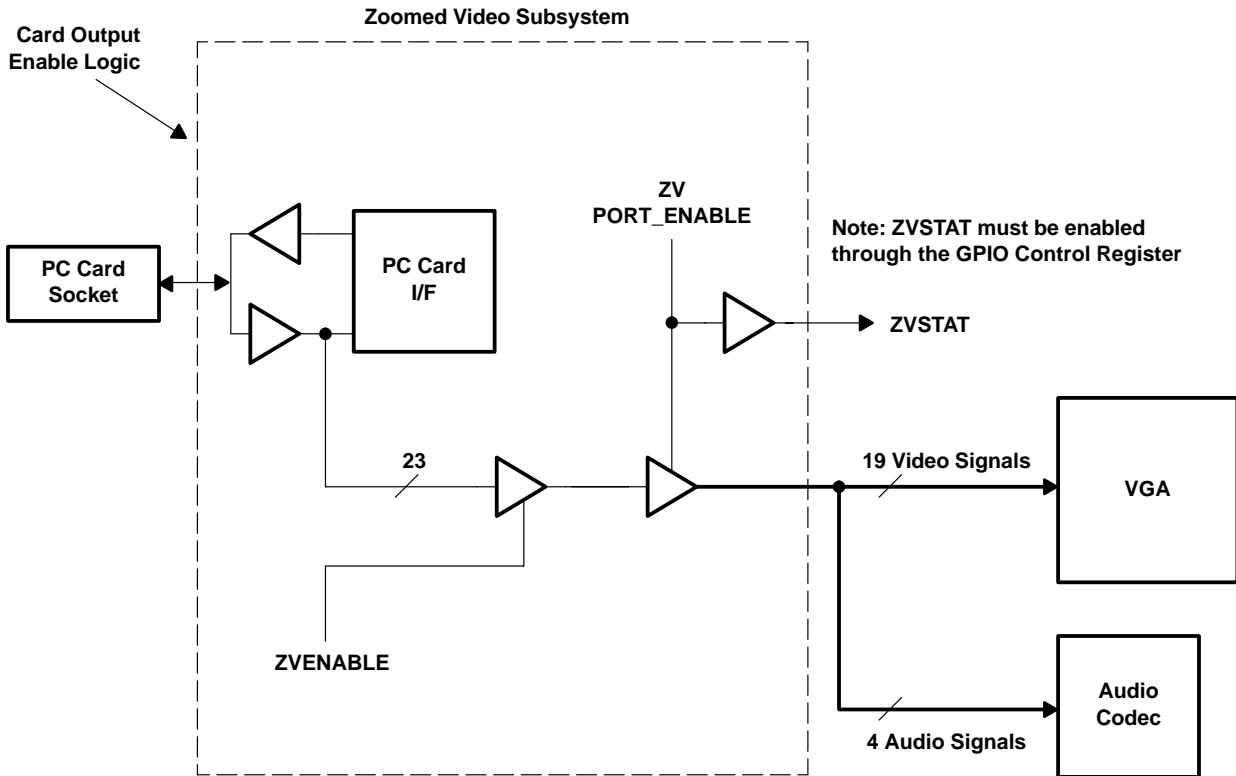 Zoomed Video Subsystem
Card Output
Enable Logic
ZV
PORT_ENABLE
Note: ZVSTAT must be enabled
through the GPIO Control Register
PC Card
Socket
PC Card
I/F
ZVSTAT
23
19 Video Signals
VGA
ZVENABLE
Audio
Codec
4 Audio Signals